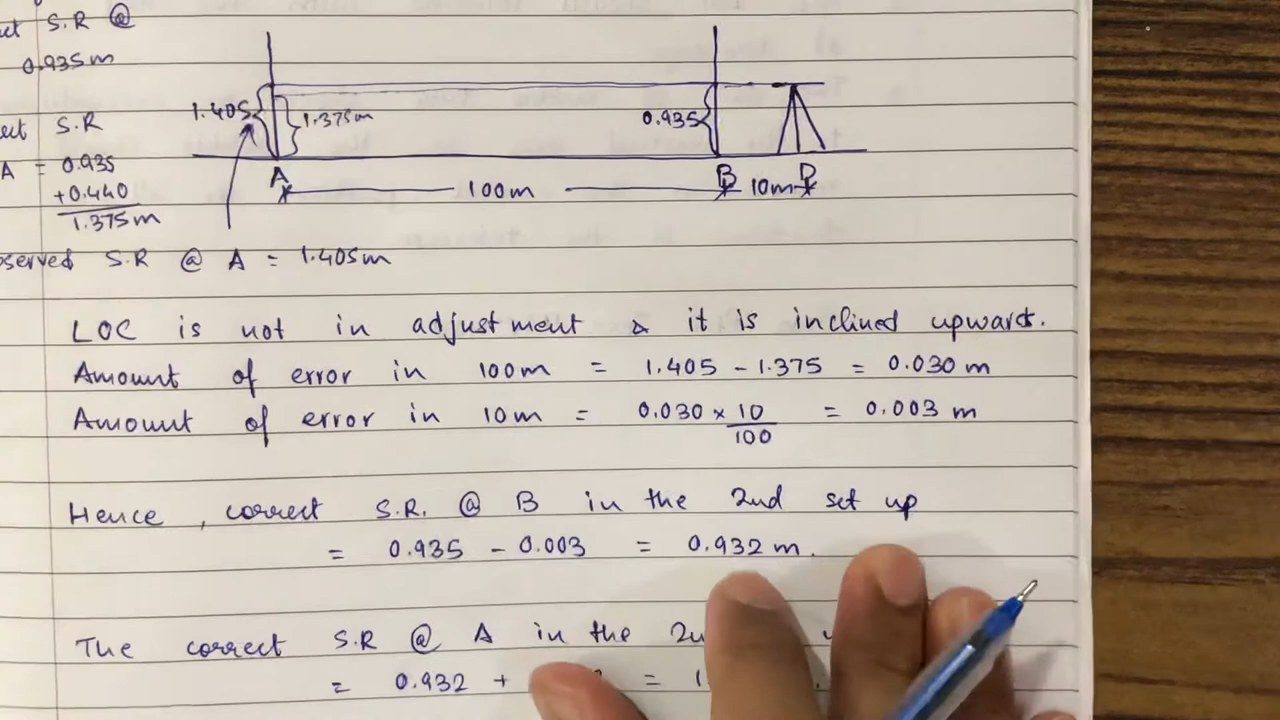 S.R @
0.935m
S.R
A = 0.935
+0.440
1.375m
1.405
1.375m
0.935
A
100m
B
10m
D
S.R @ A = 1.405m
LOC is not in adjustment & it is inclined upward.
Amount of error in 100m = 1.405 - 1.375 = 0.030 m
Amount of error in 10m = 0.030 × 10/100 = 0.003 m
Hence, correct S.R. @ B in the 2nd set up
= 0.935 - 0.003 = 0.932 m.
The correct S.R @ A in the
= 0.932 + =